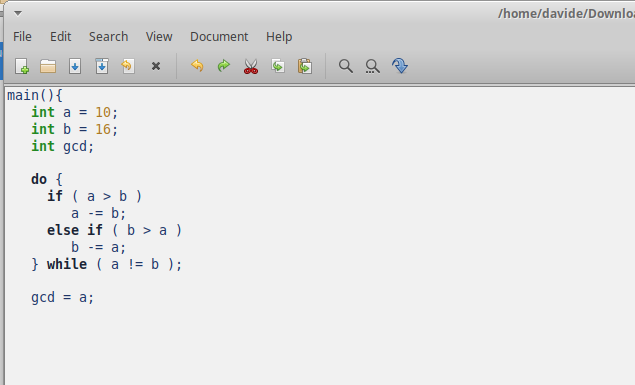 /home/davide/Downloa
File Edit Search View Document Help
main(){
   int a = 10;
   int b = 16;
   int gcd;

   do {
     if ( a > b )
        a -= b;
     else if ( b > a )
        b -= a;
   } while ( a != b );

   gcd = a;